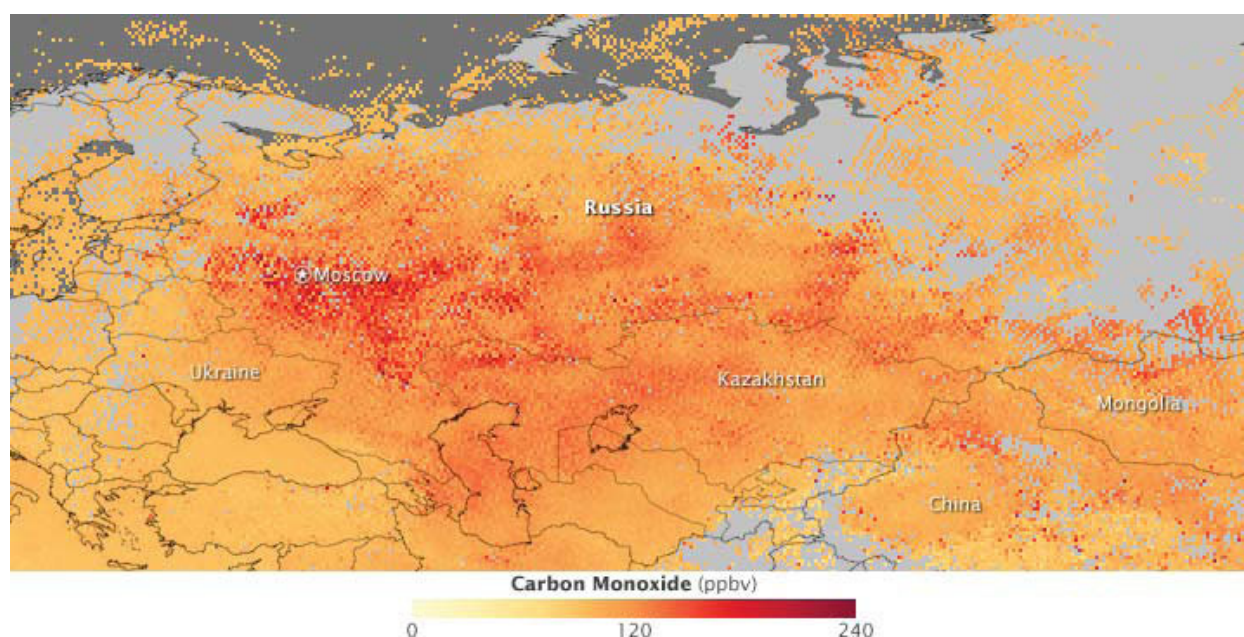 Russia
Moscow
Ukraine
Kazakhstan
Mongolia
China
Carbon Monoxide (ppbv)
0 120 240